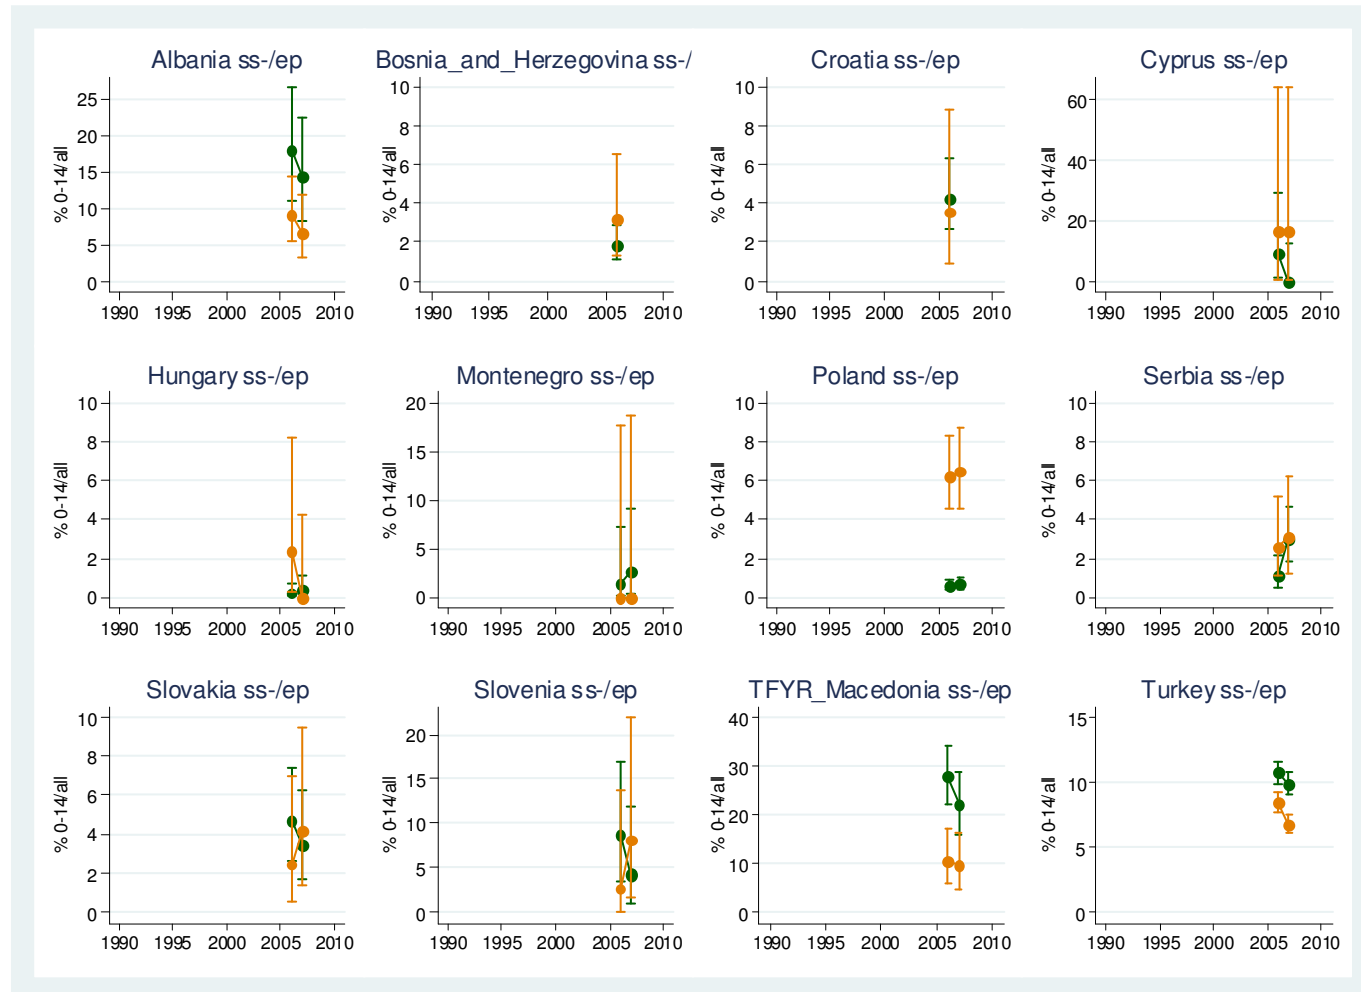 Albania ss-/ep
Bosnia_and_Herzegovina ss-/
Croatia ss-/ep
Cyprus ss-/ep
% 0-14/all
25
20
15
10
5
0
1990 1995 2000 2005 2010
% 0-14/all
10
8
6
4
2
0
1990 1995 2000 2005 2010
% 0-14/all
10
8
6
4
2
0
1990 1995 2000 2005 2010
% 0-14/all
60
40
20
0
1990 1995 2000 2005 2010
Hungary ss-/ep
Montenegro ss-/ep
Poland ss-/ep
Serbia ss-/ep
% 0-14/all
10
8
6
4
2
0
1990 1995 2000 2005 2010
% 0-14/all
20
15
10
5
0
1990 1995 2000 2005 2010
% 0-14/all
10
8
6
4
2
0
1990 1995 2000 2005 2010
% 0-14/all
10
8
6
4
2
0
1990 1995 2000 2005 2010
Slovakia ss-/ep
Slovenia ss-/ep
TFYR_Macedonia ss-/ep
Turkey ss-/ep
% 0-14/all
10
8
6
4
2
0
1990 1995 2000 2005 2010
% 0-14/all
20
15
10
5
0
1990 1995 2000 2005 2010
% 0-14/all
40
30
20
10
0
1990 1995 2000 2005 2010
% 0-14/all
15
10
5
0
1990 1995 2000 2005 2010